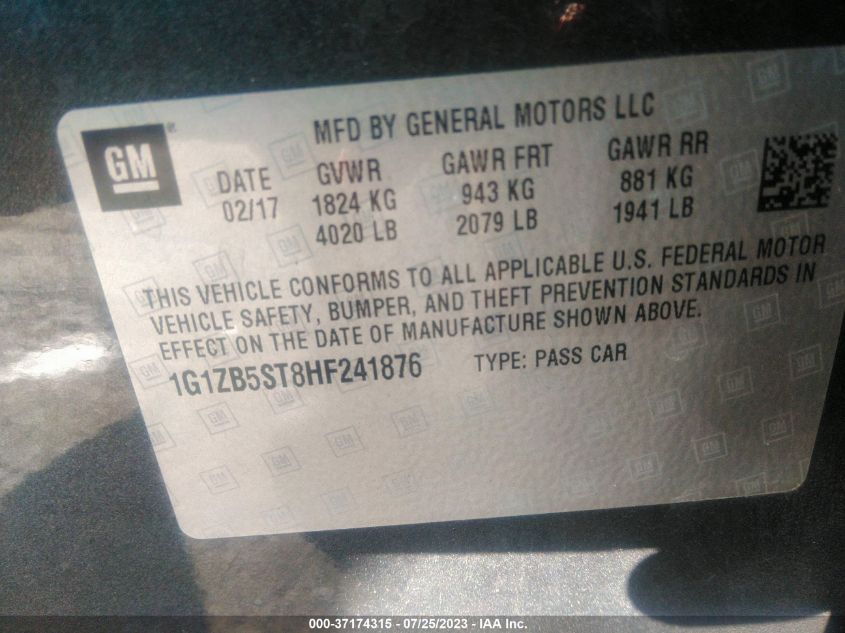 GM
MFD BY GENERAL MOTORS LLC
DATE GVWR GAWR FRT GAWR RR
02/17 1824 KG 943 KG 881 KG
4020 LB 2079 LB 1941 LB
THIS VEHICLE CONFORMS TO ALL APPLICABLE U.S. FEDERAL MOTOR
VEHICLE SAFETY, BUMPER, AND THEFT PREVENTION STANDARDS IN
EFFECT ON THE DATE OF MANUFACTURE SHOWN ABOVE.
1G1ZB5ST8HF241876 TYPE: PASS CAR
000-37174315 - 07/25/2023 - IAA Inc.